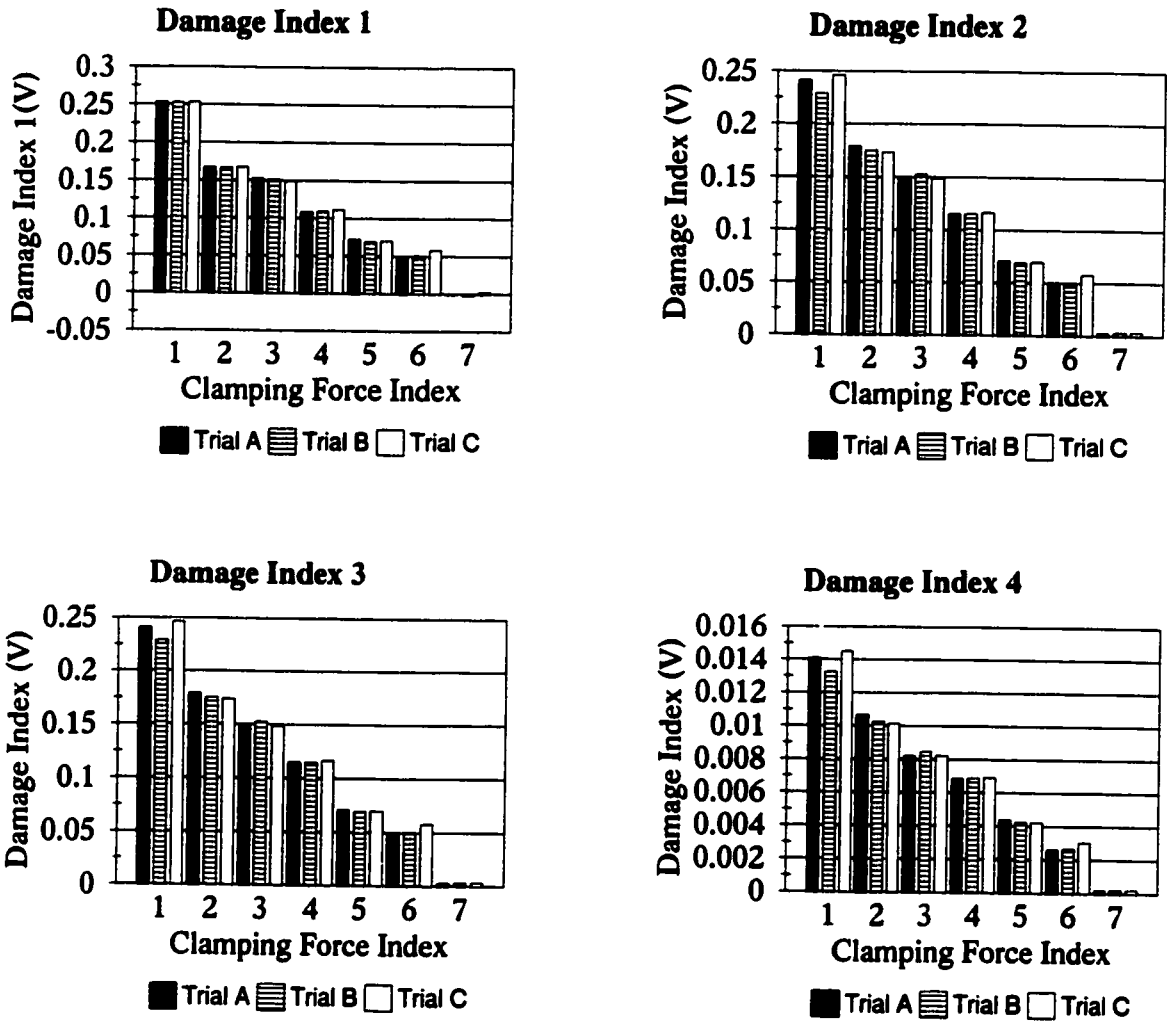 Damage Index 1
Damage Index 1(V)
0.3
0.25
0.2
0.15
0.1
0.05
0
-0.05
1 2 3 4 5 6 7
Clamping Force Index
Trial A Trial B Trial C
Damage Index 2
Damage Index (V)
0.25
0.2
0.15
0.1
0.05
0
1 2 3 4 5 6 7
Clamping Force Index
Trial A Trial B Trial C
Damage Index 3
Damage Index (V)
0.25
0.2
0.15
0.1
0.05
0
1 2 3 4 5 6 7
Clamping Force Index
Trial A Trial B Trial C
Damage Index 4
Damage Index (V)
0.016
0.014
0.012
0.01
0.008
0.006
0.004
0.002
0
1 2 3 4 5 6 7
Clamping Force Index
Trial A Trial B Trial C